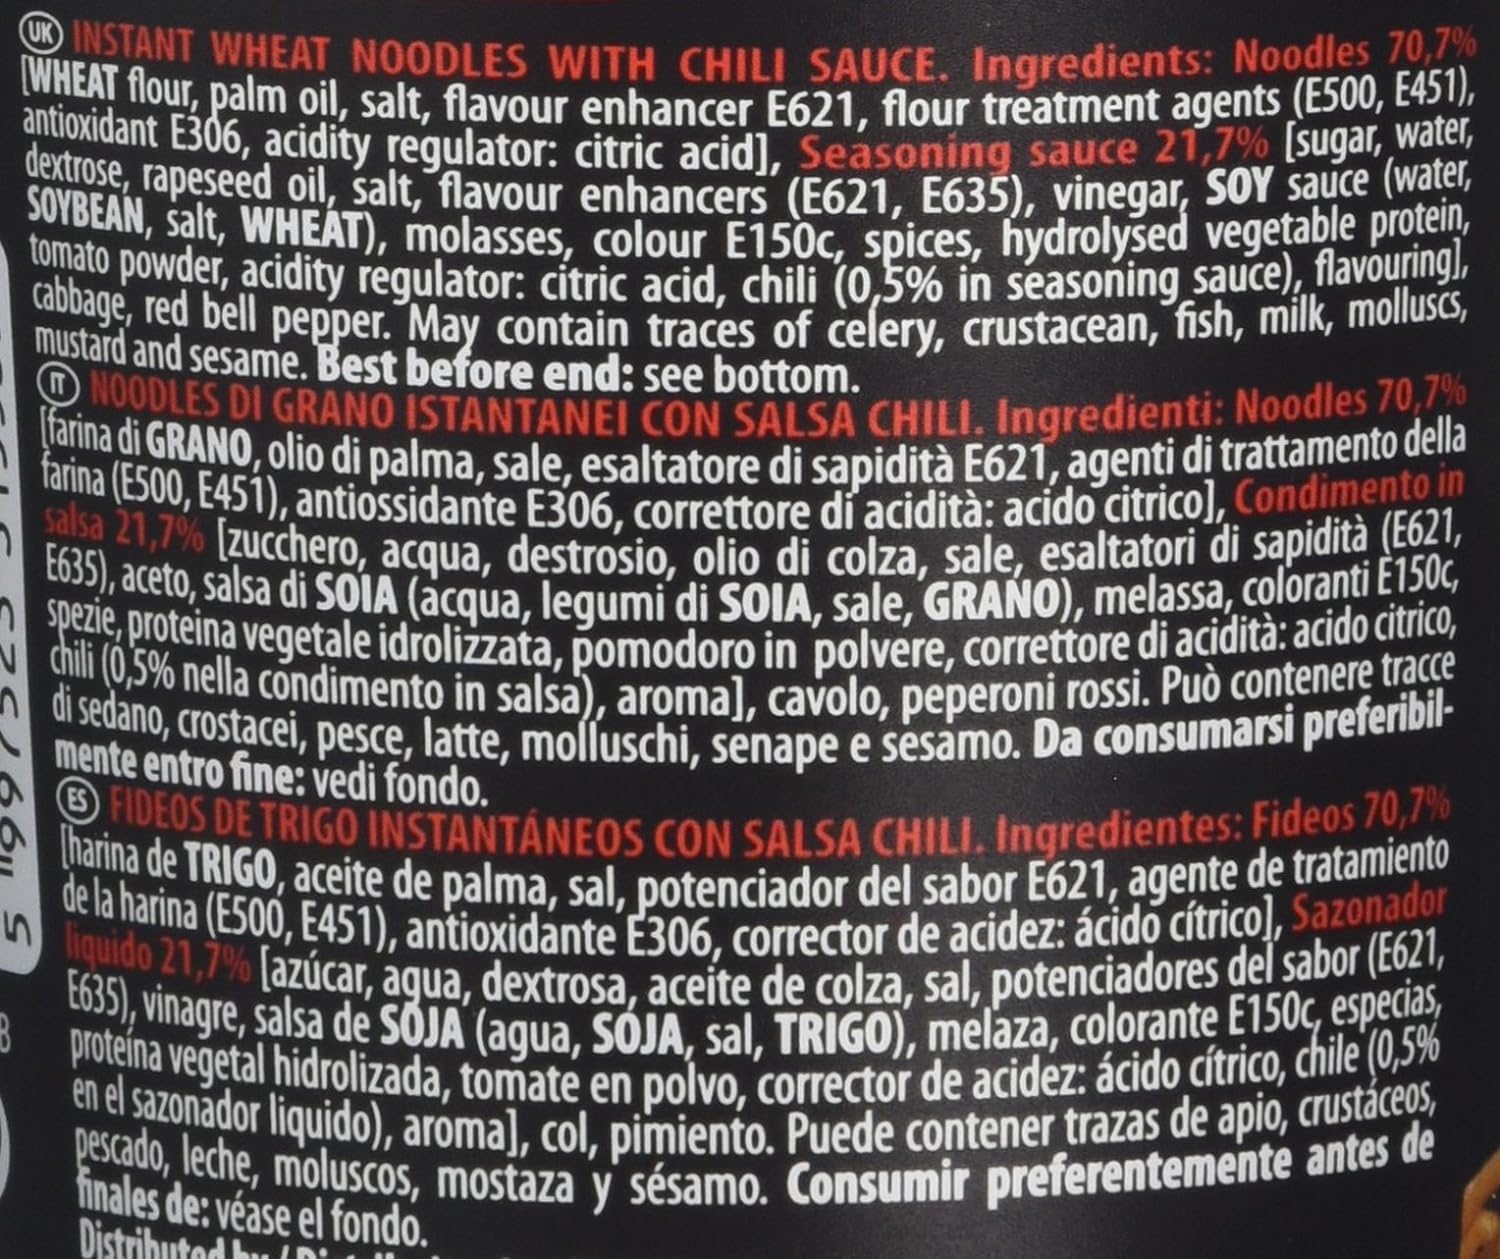 UK INSTANT WHEAT NOODLES WITH CHILI SAUCE. Ingredients: Noodles 70,7%
[WHEAT flour, palm oil, salt, flavour enhancer E621, flour treatment agents (E500, E451),
antioxidant E306, acidity regulator: citric acid], Seasoning sauce 21,7% [sugar, water,
dextrose, rapeseed oil, salt, flavour enhancers (E621, E635), vinegar, SOY sauce (water,
SOYBEAN, salt, WHEAT), molasses, colour E150c, spices, hydrolysed vegetable protein,
tomato powder, acidity regulator: citric acid, chili (0,5% in seasoning sauce), flavouring],
cabbage, red bell pepper. May contain traces of celery, crustacean, fish, milk, molluscs,
mustard and sesame. Best before end: see bottom.
IT NOODLES DI GRANO ISTANTANEI CON SALSA CHILI. Ingredienti: Noodles 70,7%
[farina di GRANO, olio di palma, sale, esaltatore di sapidità E621, agenti di trattamento della
farina (E500, E451), antiossidante E306, correttore di acidità: acido citrico], Condimento in
salsa 21,7% [zucchero, acqua, destrosio, olio di colza, sale, esaltatori di sapidità (E621,
E635), aceto, salsa di SOIA (acqua, legumi di SOIA, sale, GRANO), melassa, coloranti E150c,
spezie, proteina vegetale idrolizzata, pomodoro in polvere, correttore di acidità: acido citrico,
chili (0,5% nella condimento in salsa), aroma], cavolo, peperoni rossi. Può contenere tracce
di sedano, crostacei, pesce, latte, molluschi, senape e sesamo. Da consumarsi preferibil-
mente entro fine: vedi fondo.
ES FIDEOS DE TRIGO INSTANTÁNEOS CON SALSA CHILI. Ingredientes: Fideos 70,7%
[harina de TRIGO, aceite de palma, sal, potenciador del sabor E621, agente de tratamiento
de la harina (E500, E451), antioxidante E306, corrector de acidez: ácido cítrico], Sazonador
liquido 21,7% [azúcar, agua, dextrosa, aceite de colza, sal, potenciadores del sabor (E621,
E635), vinagre, salsa de SOJA (agua, SOJA, sal, TRIGO), melaza, colorante E150c, especias,
proteína vegetal hidrolizada, tomate en polvo, corrector de acidez: ácido cítrico, chile (0,5%
en el sazonador liquido), aroma], col, pimiento. Puede contener trazas de apio, crustáceos,
pescado, leche, moluscos, mostaza y sésamo. Consumir preferentemente antes de
finales de: véase el fondo.
Distributed by /